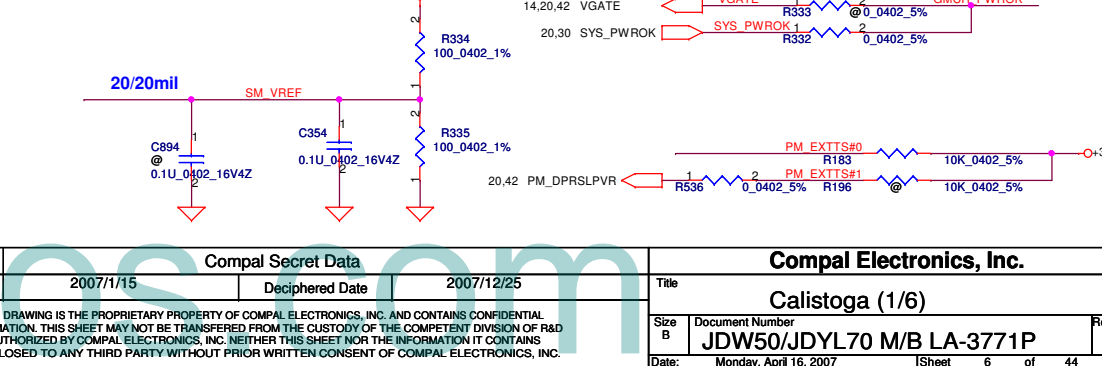 14,20,42 VGATE
VGATE
R333
@
0_0402_5%
GMCH_PWROK
20,30 SYS_PWROK
SYS_PWROK
1
2
R332
0_0402_5%
2
R334
100_0402_1%
1
20/20mil
SM_VREF
2
R335
100_0402_1%
1
C894
@
0.1U_0402_16V4Z
1
2
C354
0.1U_0402_16V4Z
1
2
PM_EXTTS#0
R183
10K_0402_5%
20,42 PM_DPRSLPVR
1
R536
2
0_0402_5%
PM_EXTTS#1
R196
@
10K_0402_5%
os.com
Compal Secret Data
2007/1/15
Deciphered Date
2007/12/25
DRAWING IS THE PROPRIETARY PROPERTY OF COMPAL ELECTRONICS, INC. AND CONTAINS CONFIDENTIAL
MATION. THIS SHEET MAY NOT BE TRANSFERED FROM THE CUSTODY OF THE COMPETENT DIVISION OF R&D
UTHORIZED BY COMPAL ELECTRONICS, INC. NEITHER THIS SHEET NOR THE INFORMATION IT CONTAINS
LOSED TO ANY THIRD PARTY WITHOUT PRIOR WRITTEN CONSENT OF COMPAL ELECTRONICS, INC.
Compal Electronics, Inc.
Title
Calistoga (1/6)
Size
B
Document Number
JDW50/JDYL70 M/B LA-3771P
Date:
Monday, April 16, 2007
Sheet
6
of
44